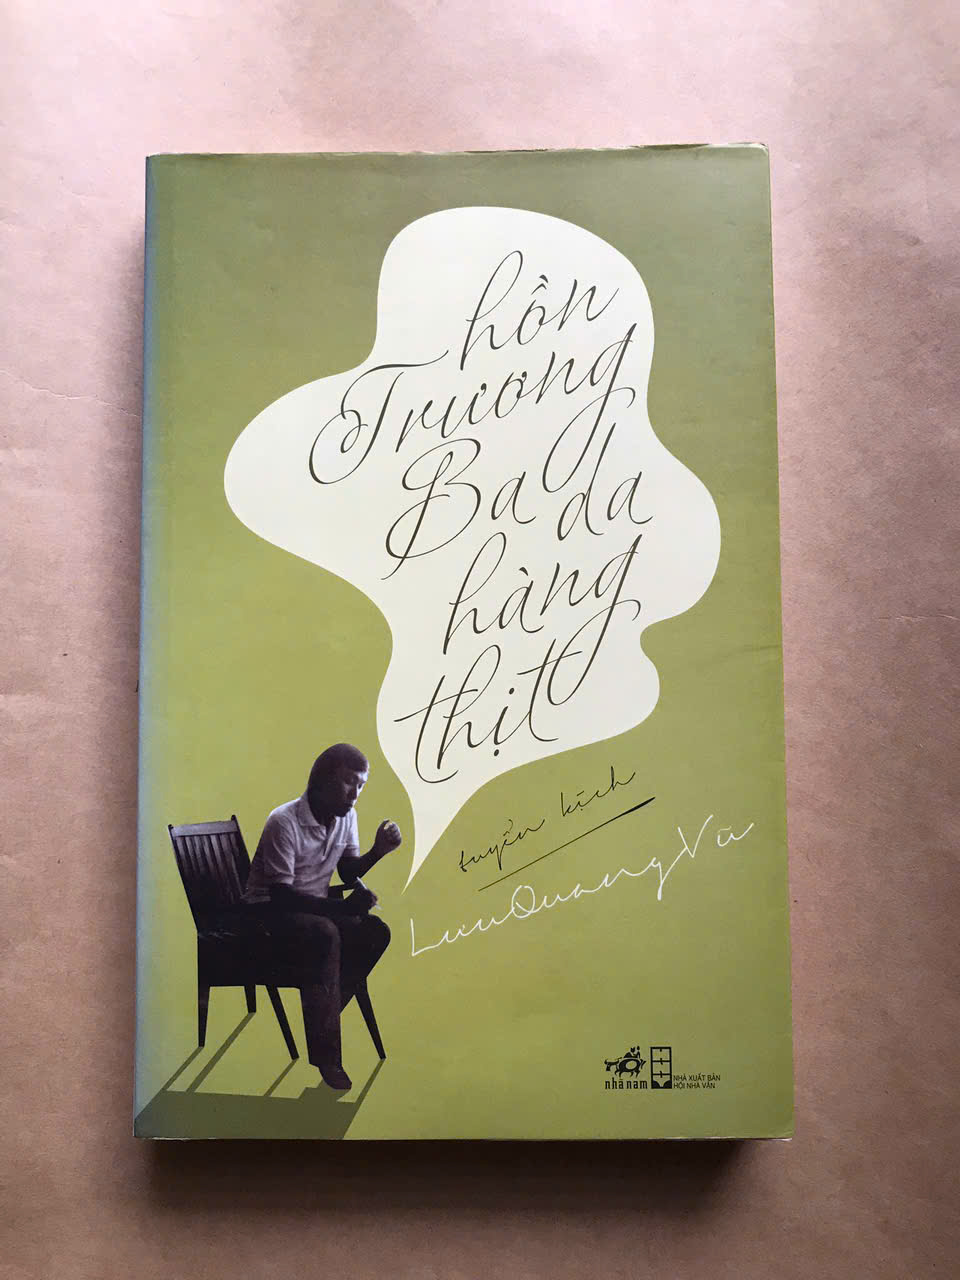 hồn
Trương
Ba da
hàng
thịt
tuyển kịch
Lưu Quang Vũ
nhã nam
NHÀ XUẤT BẢN
HỘI NHÀ VĂN